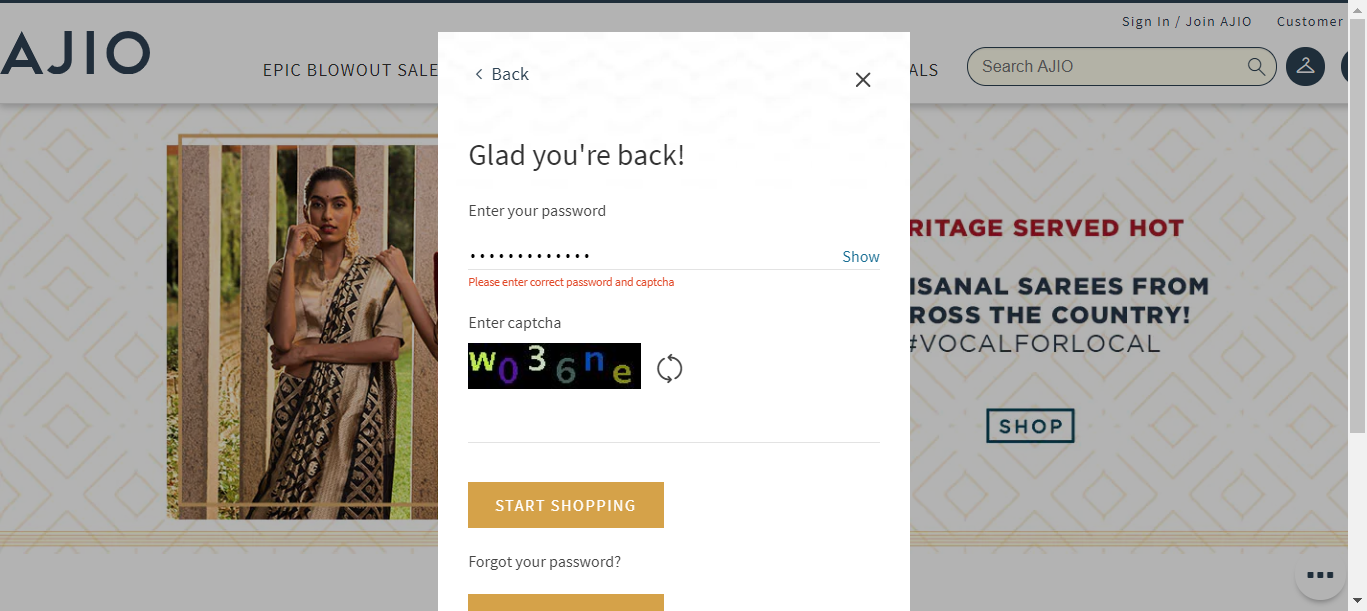 Sign In / Join AJIO Customer
AJIO
EPIC BLOWOUT SALE
ALS
Search AJIO
Back
Glad you're back!
Enter your password
•••••••••••••
Show
Please enter correct password and captcha
Enter captcha
w036ne
START SHOPPING
Forgot your password?
RITAGE SERVED HOT
ISANAL SAREES FROM
ROSS THE COUNTRY!
#VOCALFORLOCAL
SHOP